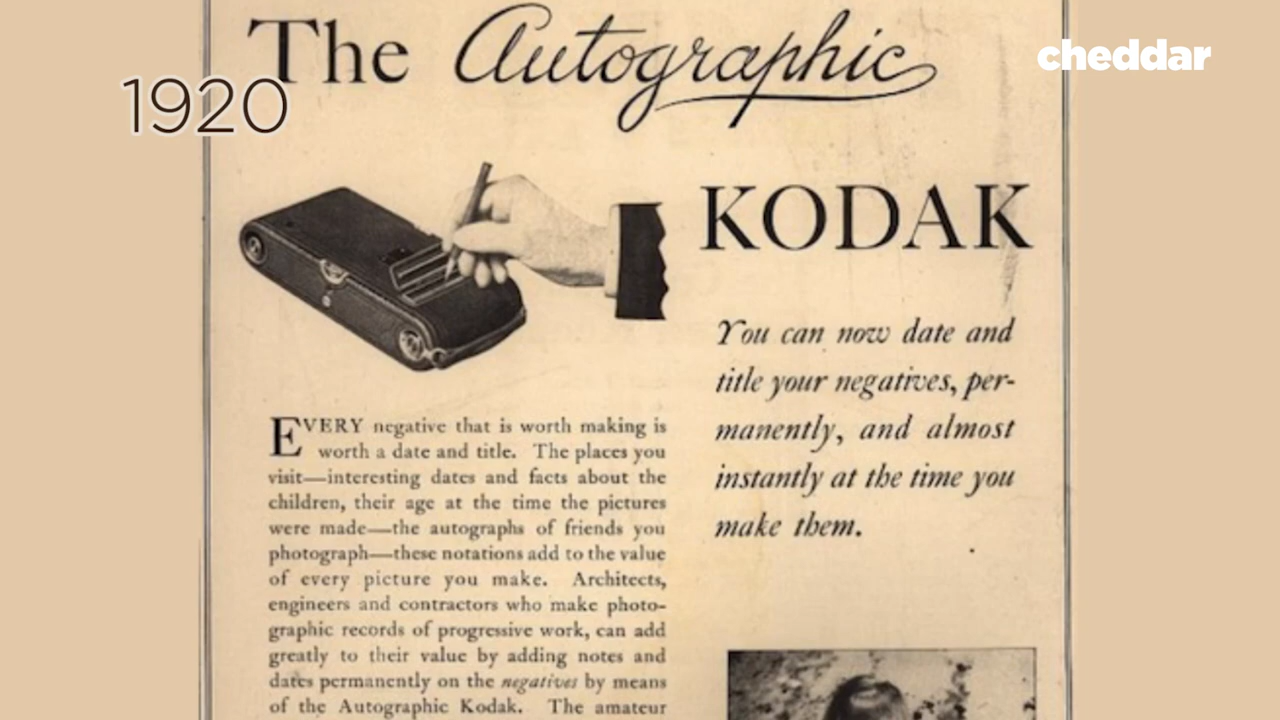 The Autographic
cheddar
1920
KODAK
You can now date and
title your negatives, per-
manently, and almost
instantly at the time you
make them.
EVERY negative that is worth making is
worth a date and title. The places you
visit—interesting dates and facts about the
children, their age at the time the pictures
were made—the autographs of friends you
photograph—these notations add to the value
of every picture you make. Architects,
engineers and contractors who make photo-
graphic records of progressive work, can add
greatly to their value by adding notes and
dates permanently on the negatives by means
of the Autographic Kodak. The amateur